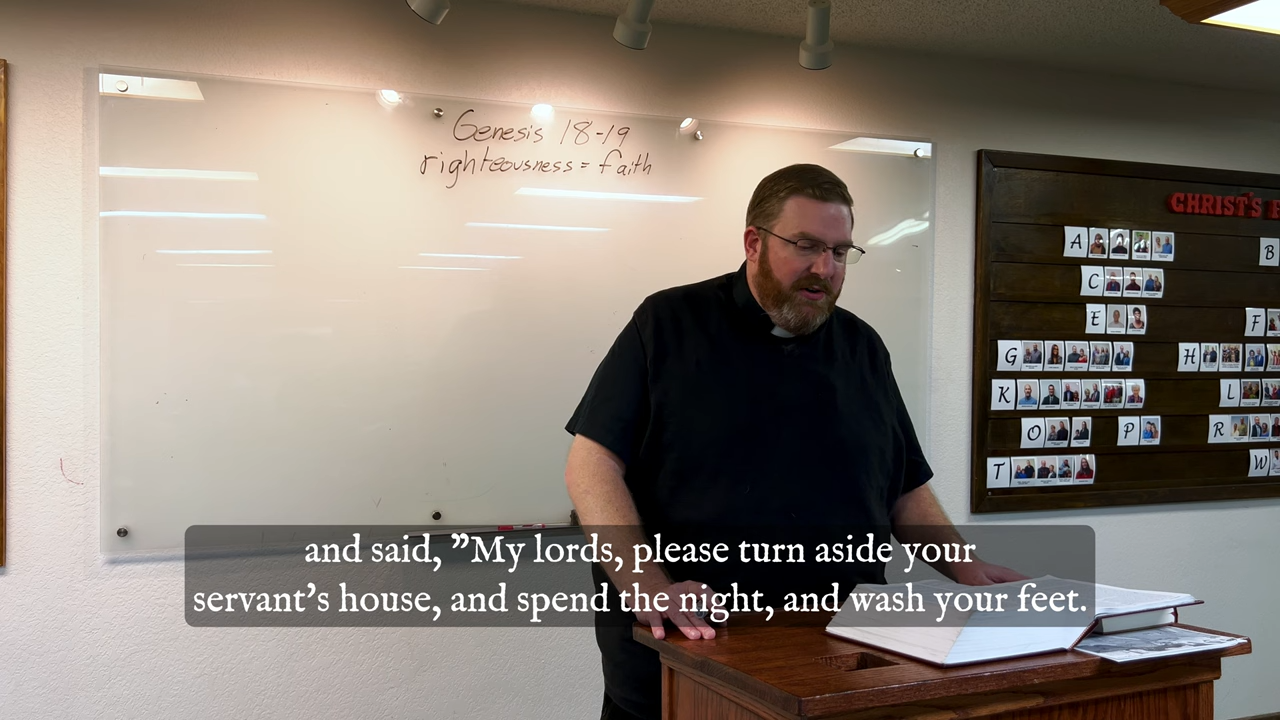 Genesis 18-19
righteousness = faith
CHRIST'S
A
B
C
E
F
G
H
K
L
O
P
R
T
W
and said, ”My lords, please turn aside your
servant’s house, and spend the night, and wash your feet.